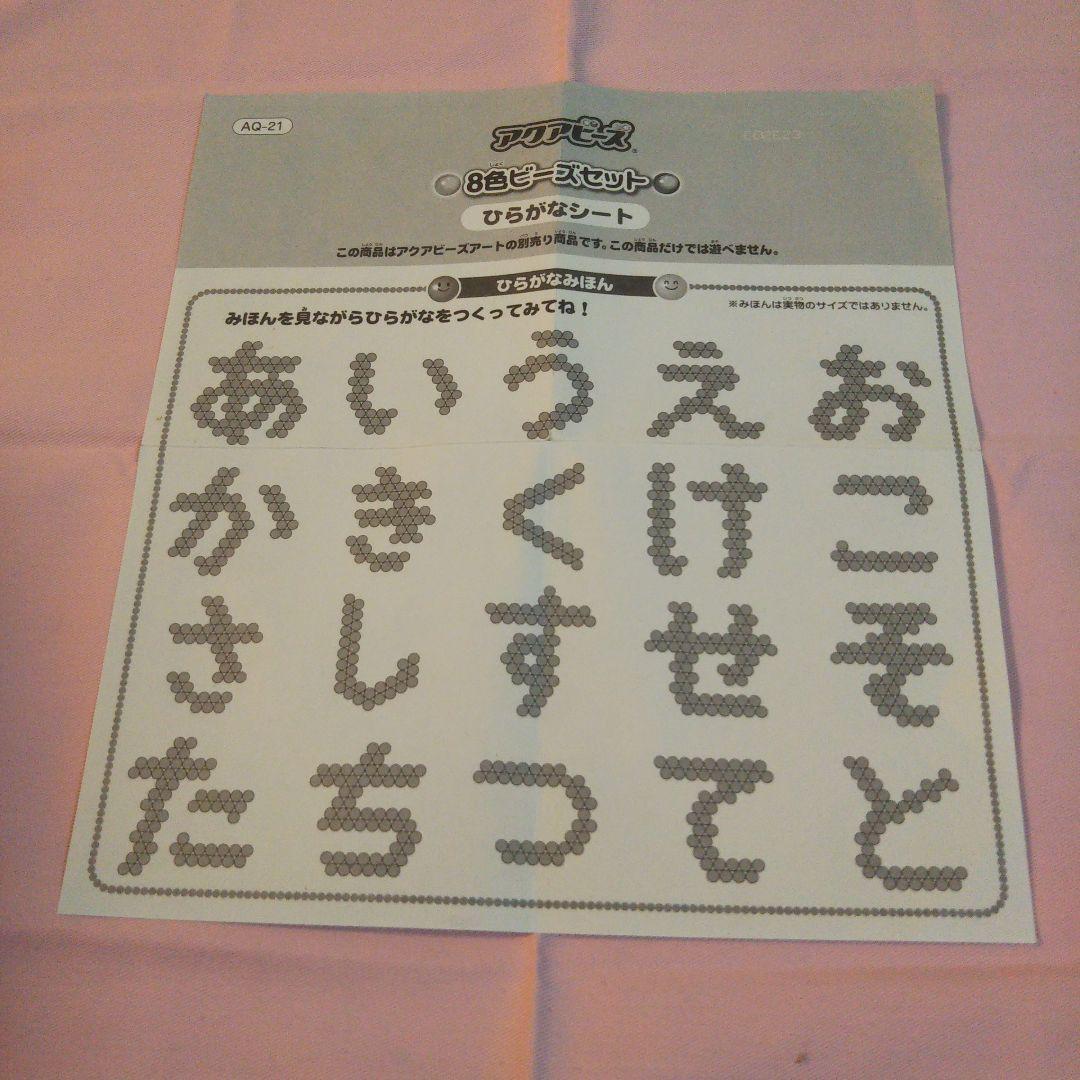 AQ-21
アクアビーズ
8色ビーズセット
ひらがなシート
この商品はアクアビーズアートの別売り商品です。この商品だけでは遊べません。
ひらがなみほん
みほんを見ながらひらがなをつくってみてね！
※みほんは実物のサイズではありません。
あいうえお
かきくけこ
さしすせそ
たちつてと